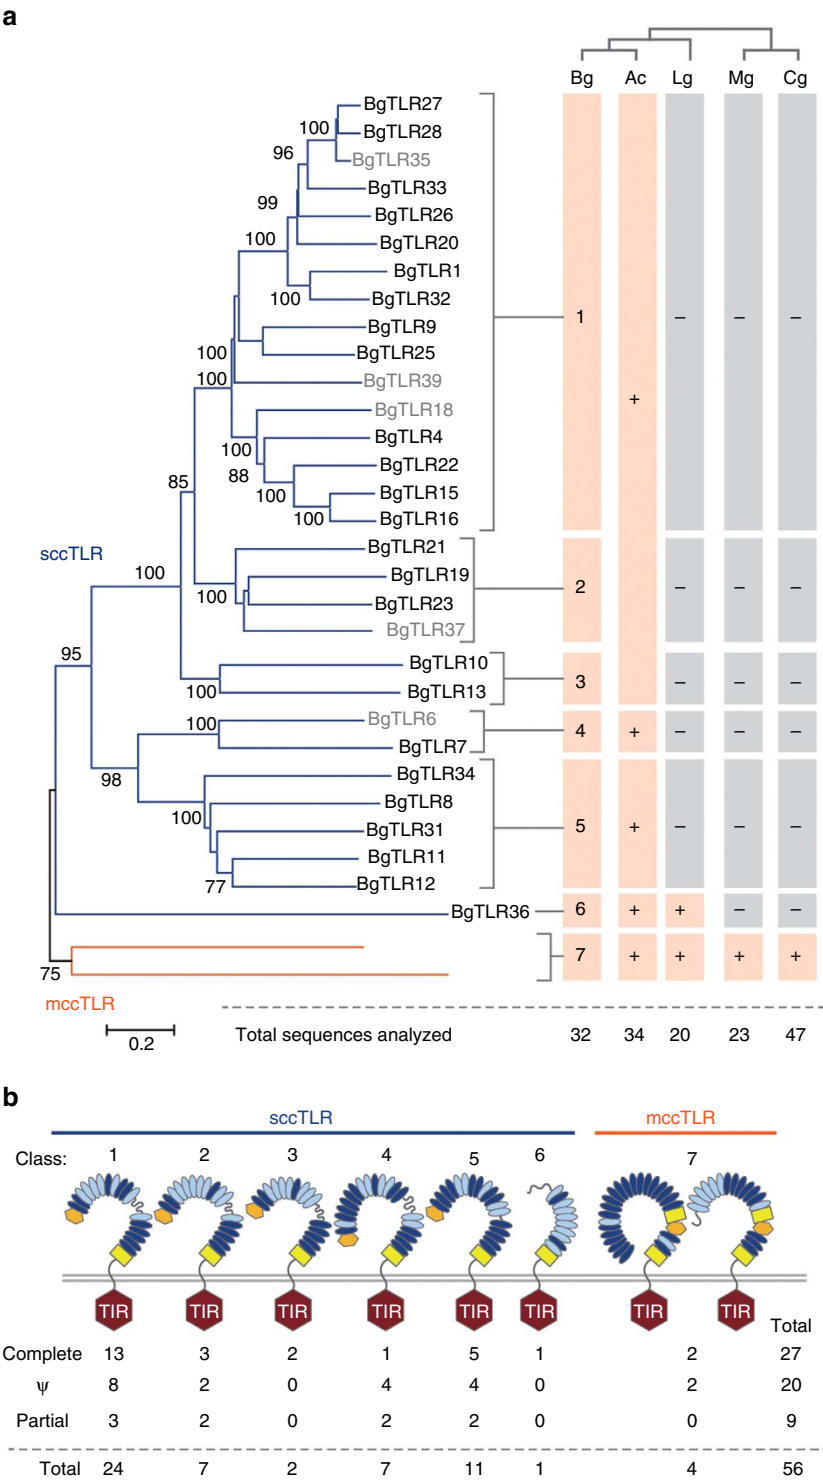 a
Bg Ac Lg Mg Cg
BgTLR27
100 BgTLR28
96 BgTLR35
BgTLR33
99 BgTLR26
100 BgTLR20
BgTLR1
100 BgTLR32
1 – – –
BgTLR9
100 BgTLR25
100 BgTLR39
+
BgTLR18
BgTLR4
100
BgTLR22
88
100 BgTLR15
85
100 BgTLR16
BgTLR21
sccTLR
100 BgTLR19
2 – – –
100 BgTLR23
BgTLR37
95
BgTLR10
3 – – –
100 BgTLR13
100 BgTLR6
4 + – – –
BgTLR7
98 BgTLR34
BgTLR8
100
BgTLR31
5 + – – –
BgTLR11
77 BgTLR12
BgTLR36 6 + + – –
7 + + + +
75
mccTLR
0.2
Total sequences analyzed 32 34 20 23 47
b
sccTLR mccTLR
Class: 1 2 3 4 5 6 7
TIR TIR TIR TIR TIR TIR TIR TIR
Total
Complete 13 3 2 1 5 1 2 27
ψ 8 2 0 4 4 0 2 20
Partial 3 2 0 2 2 0 0 9
Total 24 7 2 7 11 1 4 56